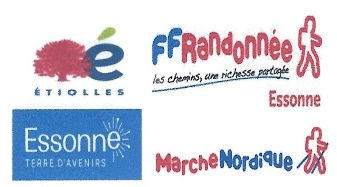 é
ÉTIOLLES
FFRandonnée
les chemins, une richesse partagée
Essonne
Essonne
TERRE D'AVENIRS
MarcheNordique